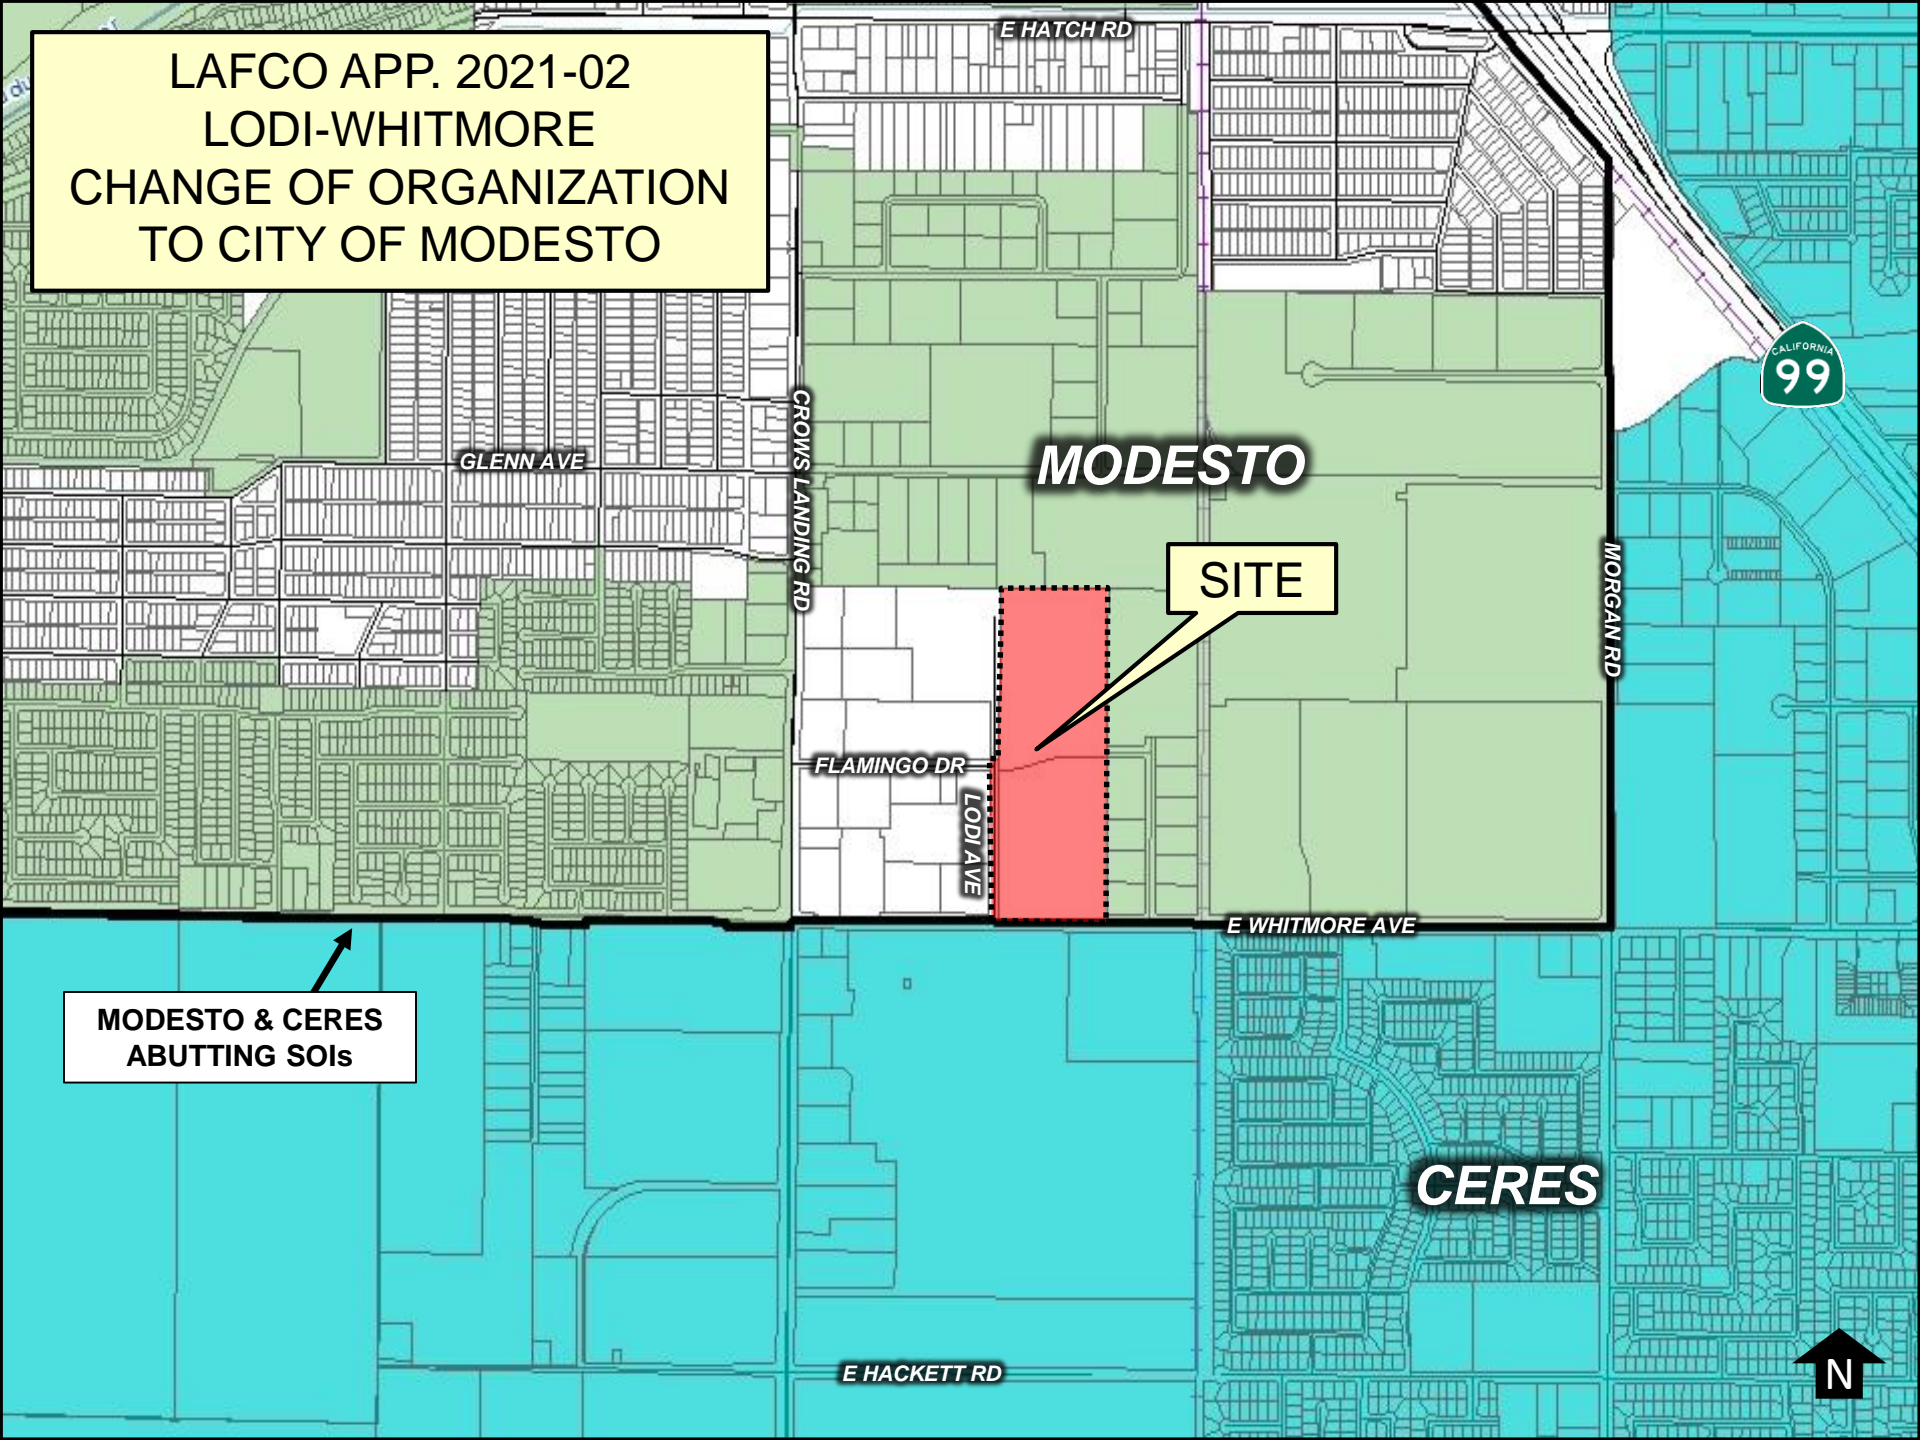 LAFCO APP. 2021-02
LODI-WHITMORE
CHANGE OF ORGANIZATION
TO CITY OF MODESTO
E HATCH RD
CALIFORNIA
99
GLENN AVE
CROWS LANDING RD
MODESTO
SITE
MORGAN RD
FLAMINGO DR
LODI AVE
E WHITMORE AVE
MODESTO & CERES
ABUTTING SOIs
CERES
E HACKETT RD
N